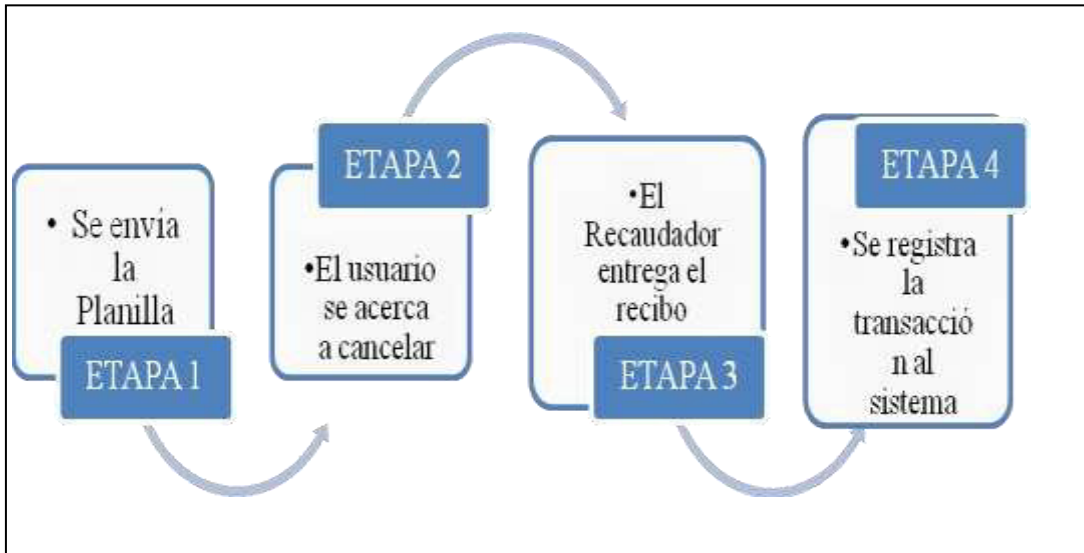 • Se envía
la
Planilla
ETAPA 1
ETAPA 2
•El usuario
se acerca
a cancelar
•El
Recaudador
entrega el
recibo
ETAPA 3
ETAPA 4
•Se registra
la
transacció
n al
sistema